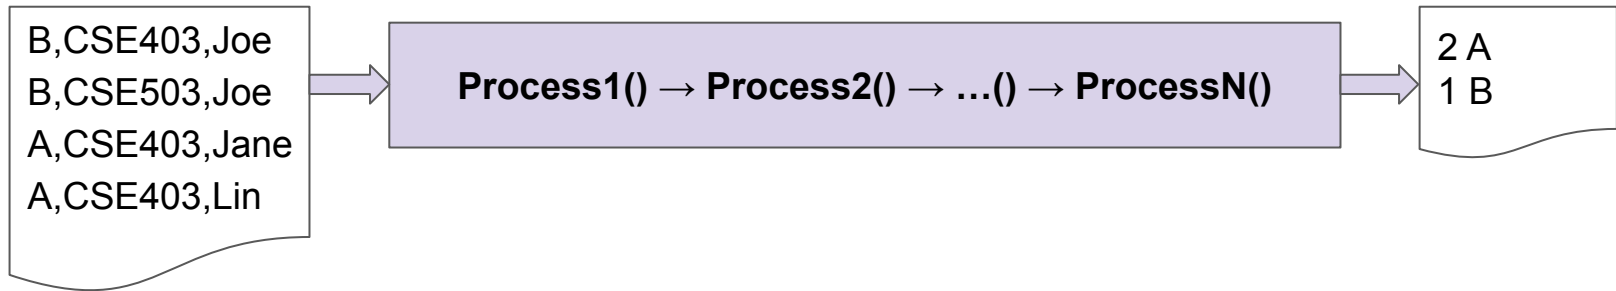 B,CSE403,Joe
B,CSE503,Joe
A,CSE403,Jane
A,CSE403,Lin
Process1() → Process2() → …() → ProcessN()
2 A
1 B